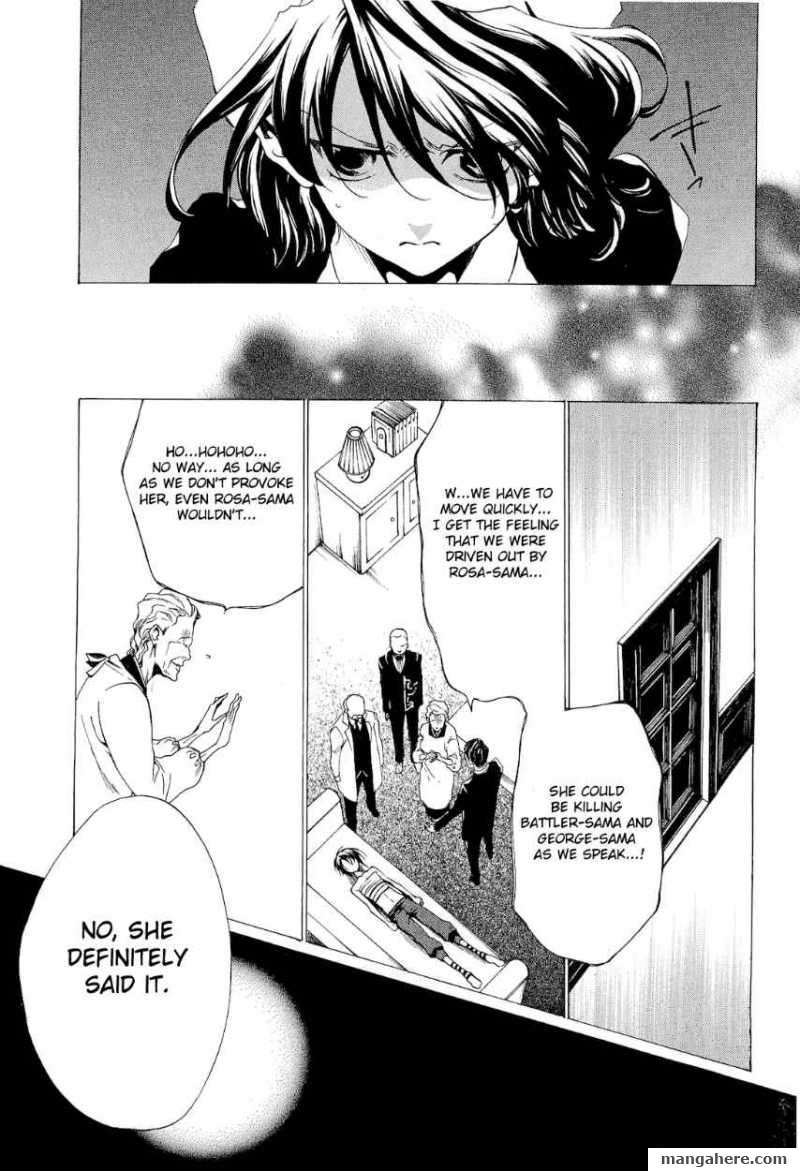 W...WE HAVE TO
MOVE QUICKLY...
I GET THE FEELING
THAT WE WERE
DRIVEN OUT BY
ROSA-SAMA...
SHE COULD
BE KILLING
BATTLER-SAMA AND
GEORGE-SAMA
AS WE SPEAK...!
HO...HOHOHO...
NO WAY... AS LONG
AS WE DON'T PROVOKE
HER, EVEN ROSA-SAMA
WOULDN'T...
NO, SHE
DEFINITELY
SAID IT.
mangahere.com